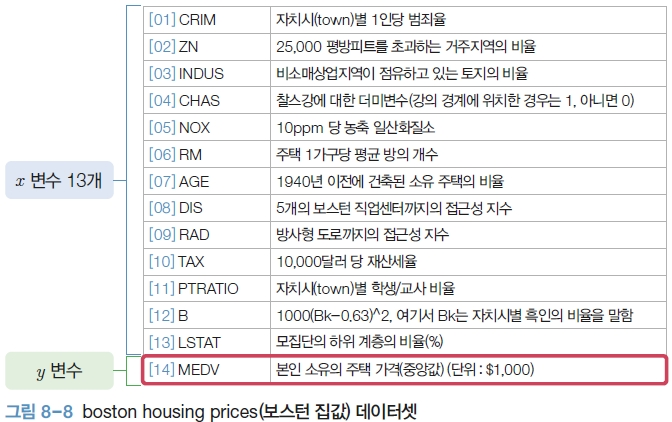 [01] CRIM 자치시(town)별 1인당 범죄율
[02] ZN 25,000 평방피트를 초과하는 거주지역의 비율
[03] INDUS 비소매상업지역이 점유하고 있는 토지의 비율
[04] CHAS 찰스강에 대한 더미변수(강의 경계에 위치한 경우는 1, 아니면 0)
[05] NOX 10ppm 당 농축 일산화질소
[06] RM 주택 1가구당 평균 방의 개수
x 변수 13개
[07] AGE 1940년 이전에 건축된 소유 주택의 비율
[08] DIS 5개의 보스턴 직업센터까지의 접근성 지수
[09] RAD 방사형 도로까지의 접근성 지수
[10] TAX 10,000달러 당 재산세율
[11] PTRATIO 자치시(town)별 학생/교사 비율
[12] B 1000(Bk-0.63)^2, 여기서 Bk는 자치시별 흑인의 비율을 말함
[13] LSTAT 모집단의 하위 계층의 비율(%)
y 변수
[14] MEDV 본인 소유의 주택 가격(중앙값) (단위 : $1,000)
그림 8-8 boston housing prices(보스턴 집값) 데이터셋